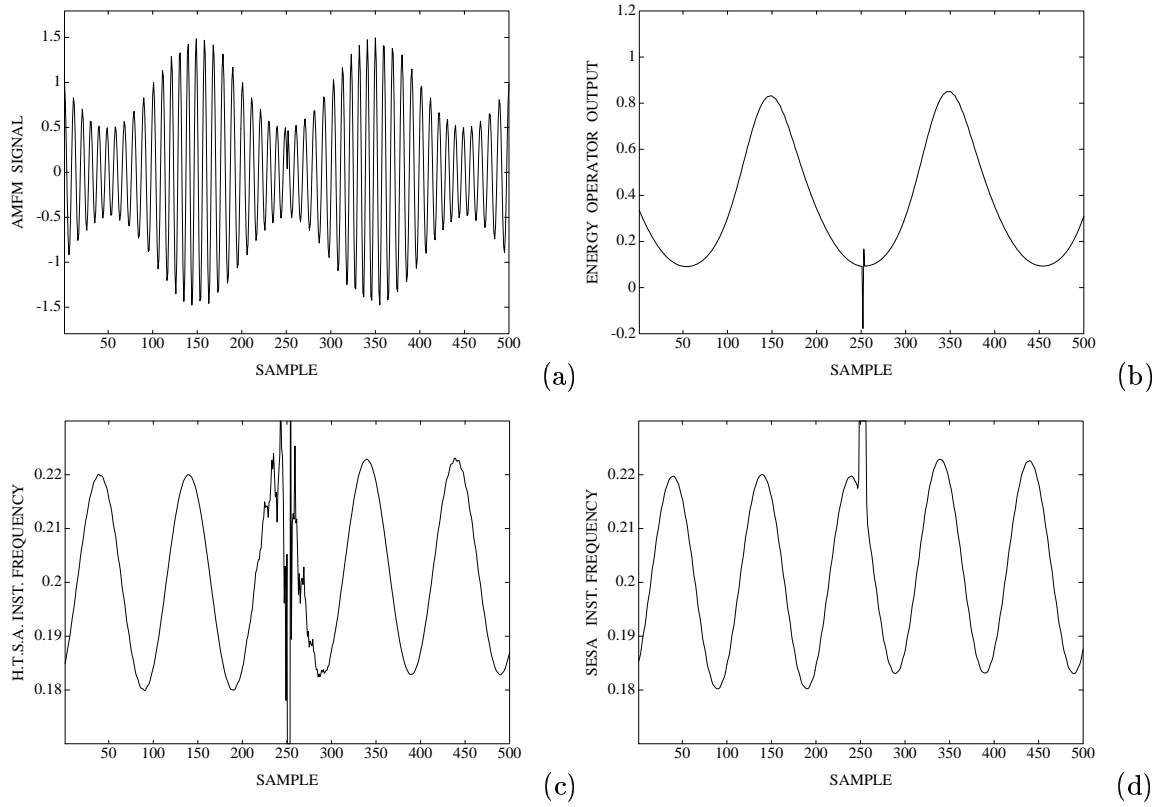 AMFM SIGNAL
1.5
1
0.5
0
-0.5
-1
-1.5
50 100 150 200 250 300 350 400 450 500
SAMPLE
(a)
ENERGY OPERATOR OUTPUT
1.2
1
0.8
0.6
0.4
0.2
0
-0.2
50 100 150 200 250 300 350 400 450 500
SAMPLE
(b)
H.T.S.A. INST. FREQUENCY
0.22
0.21
0.2
0.19
0.18
50 100 150 200 250 300 350 400 450 500
SAMPLE
(c)
SESA INST. FREQUENCY
0.22
0.21
0.2
0.19
0.18
50 100 150 200 250 300 350 400 450 500
SAMPLE
(d)